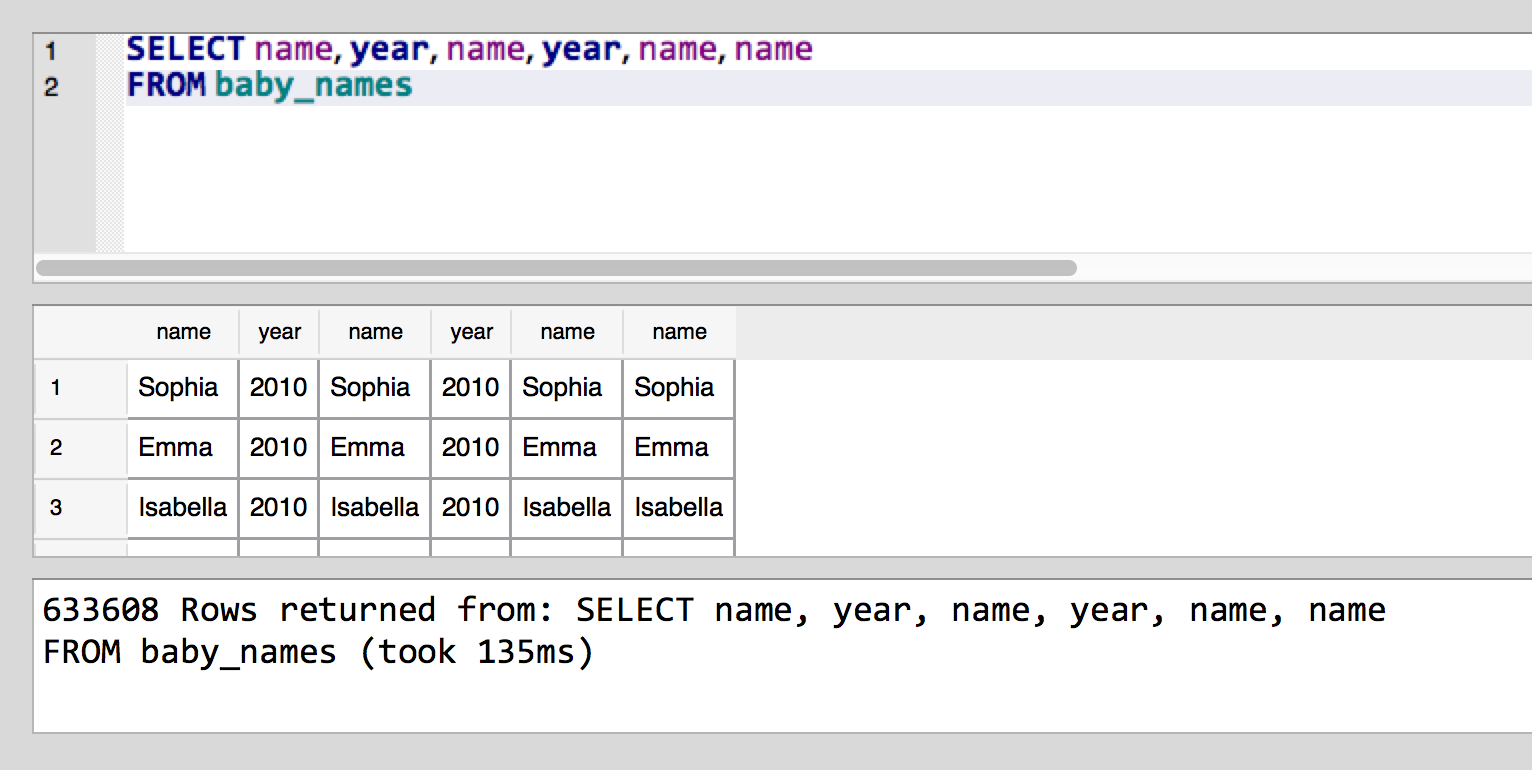 1 SELECT name, year, name, year, name, name
2 FROM baby_names
name year name year name name
1 Sophia 2010 Sophia 2010 Sophia Sophia
2 Emma 2010 Emma 2010 Emma Emma
3 Isabella 2010 Isabella 2010 Isabella Isabella
633608 Rows returned from: SELECT name, year, name, year, name, name
FROM baby_names (took 135ms)